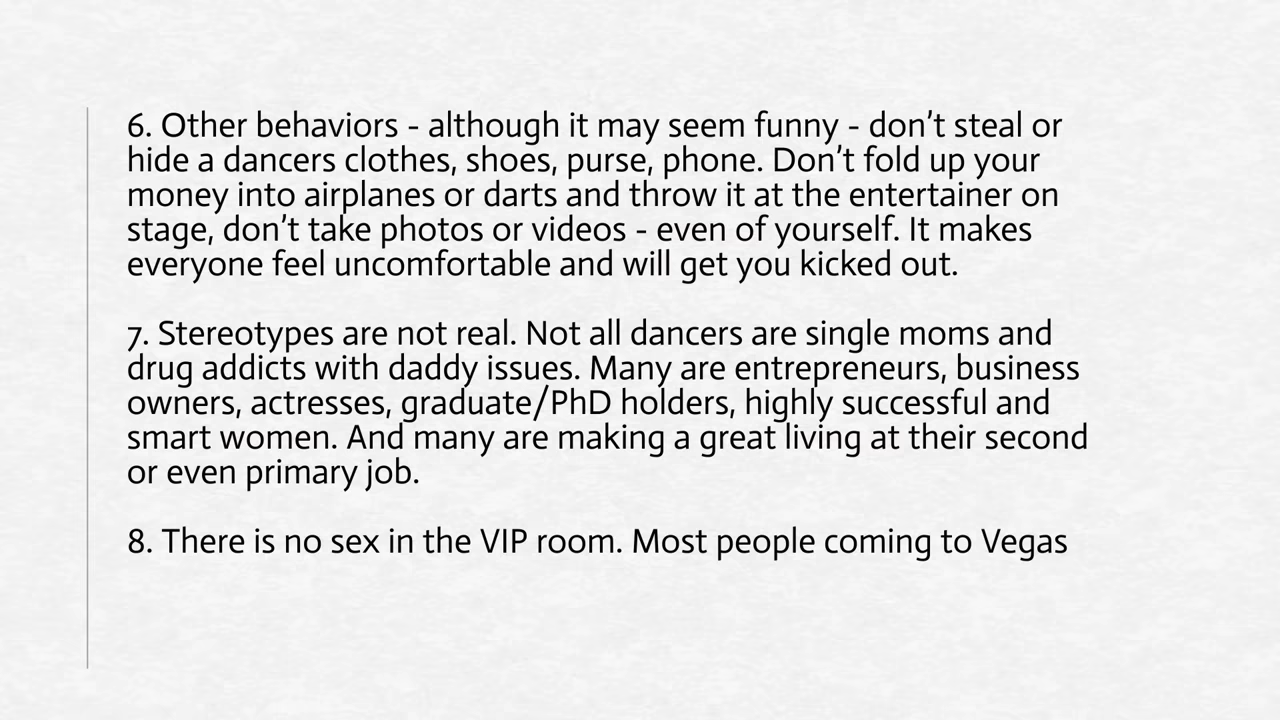 6. Other behaviors - although it may seem funny - don’t steal or
hide a dancers clothes, shoes, purse, phone. Don’t fold up your
money into airplanes or darts and throw it at the entertainer on
stage, don’t take photos or videos - even of yourself. It makes
everyone feel uncomfortable and will get you kicked out.
7. Stereotypes are not real. Not all dancers are single moms and
drug addicts with daddy issues. Many are entrepreneurs, business
owners, actresses, graduate/PhD holders, highly successful and
smart women. And many are making a great living at their second
or even primary job.
8. There is no sex in the VIP room. Most people coming to Vegas